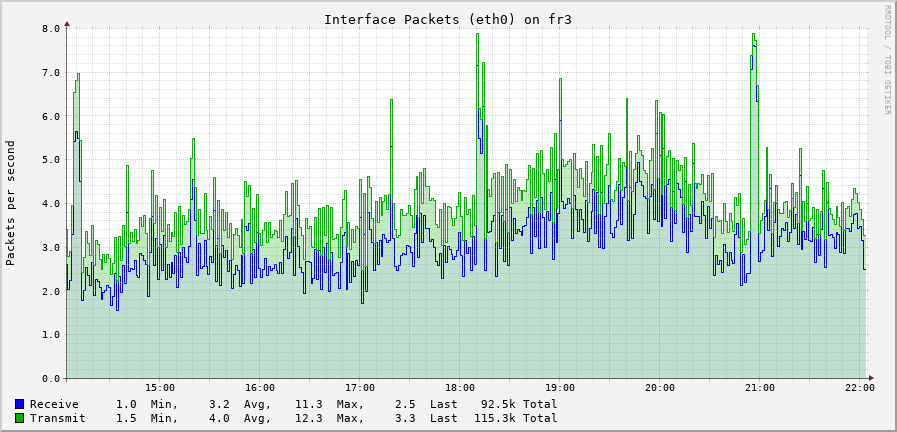 Interface Packets (eth0) on fr3
RRDTOOL / TOBI OETIKER
Packets per second
8.0
7.0
6.0
5.0
4.0
3.0
2.0
1.0
0.0
15:00 16:00 17:00 18:00 19:00 20:00 21:00 22:00
Receive 1.0 Min, 3.2 Avg, 11.3 Max, 2.5 Last 92.5k Total
Transmit 1.5 Min, 4.0 Avg, 12.3 Max, 3.3 Last 115.3k Total